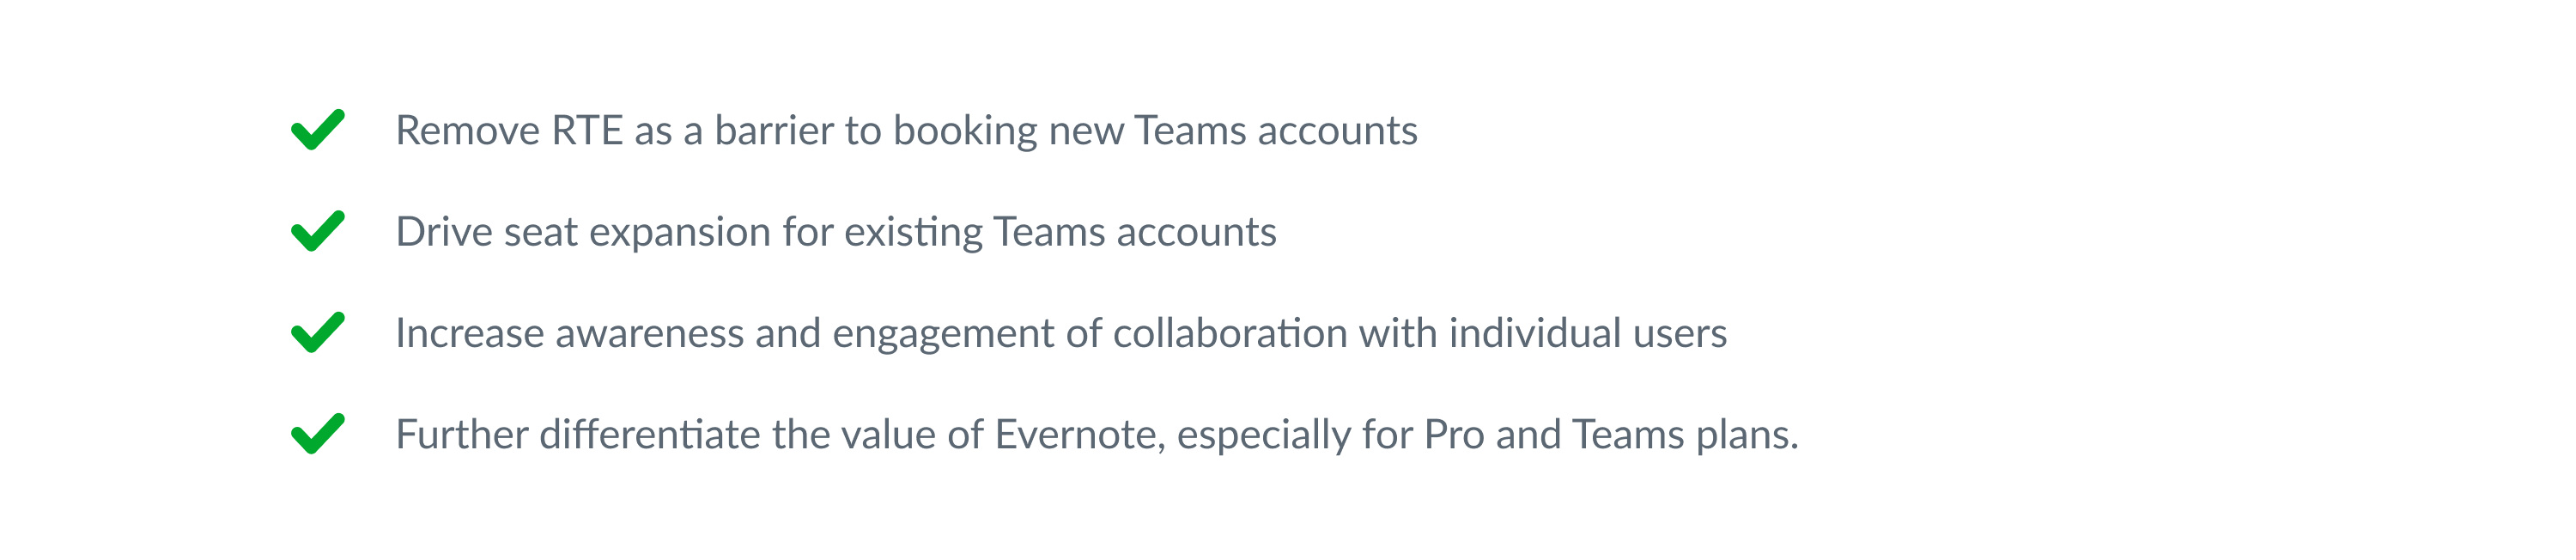 Remove RTE as a barrier to booking new Teams accounts
Drive seat expansion for existing Teams accounts
Increase awareness and engagement of collaboration with individual users
Further differentiate the value of Evernote, especially for Pro and Teams plans.